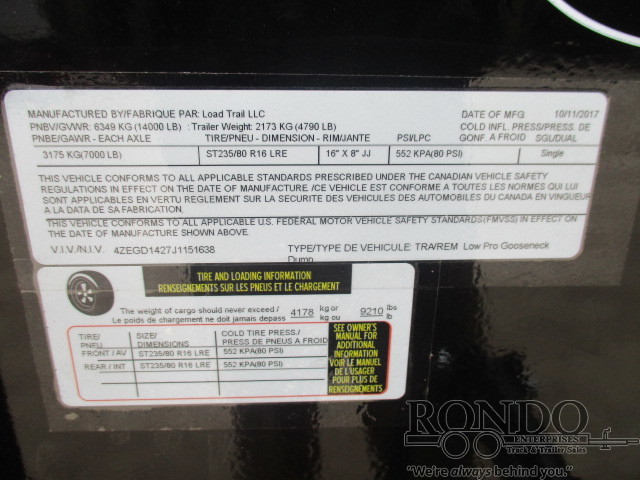 MANUFACTURED BY/FABRIQUE PAR: Load Trail LLC DATE OF MFG 10/11/2017
PNBV/GVWR: 6349 KG (14000 LB) : Trailer Weight: 2173 KG (4790 LB) COLD INFL. PRESS/PRESS. DE
PNBE/GAWR - EACH AXLE TIRE/PNEU - DIMENSION - RIM/JANTE PSI/LPC GONF. A FROID SGL/DUAL
3175 KG(7000 LB) ST235/80 R16 LRE 16" X 8" JJ 552 KPA(80 PSI) Single
THIS VEHICLE CONFORMS TO ALL APPLICABLE STANDARDS PRESCRIBED UNDER THE CANADIAN VEHICLE SAFETY
REGULATIONS IN EFFECT ON THE DATE OF MANUFACTURE /CE VEHICULE EST CONFORME A TOUTES LES NORMES QUI
SONT APPLICABLES EN VERTU REGLEMENT SUR LA SECURITE DES VEHICULES DES AUTOMOBILES DU CANADA EN VINGUEUR
A LA DATA DE SA FABRICATION.
THIS VEHICLE CONFORMS TO ALL APPLICABLE U.S. FEDERAL MOTOR VEHICLE SAFETY STANDARDS(FMVSS) IN EFFECT ON THE
DATE OF MANUFACTURE SHOWN ABOVE.
V.I.V./N.I.V. 4ZEGD1427J1151638 TYPE/TYPE DE VEHICULE: TRA/REM Low Pro Gooseneck
Dump
TIRE AND LOADING INFORMATION
RENSEIGNEMENTS SUR LES PNEUS ET LE CHARGEMENT
The weight of cargo should never exceed / 4178 kg or 9210 lbs
Le poids de chargement ne doit jamais depass kg ou lb
TIRE/ SIZE/ COLD TIRE PRESS./
PNEU DIMENSIONS PRESS DE PNEUS A FROID
FRONT / AV ST235/80 R16 LRE 552 KPA(80 PSI)
REAR / INT ST235/80 R16 LRE 552 KPA(80 PSI)
SEE OWNER'S
MANUAL FOR
ADDITIONAL
INFORMATION
VOIR LE MANUEL
DE L'USAGER
POUR PLUS DE
RENSEIGNEMENTS
RONDO
ENTERPRISES
Truck & Trailer Sales
"We're always behind you."